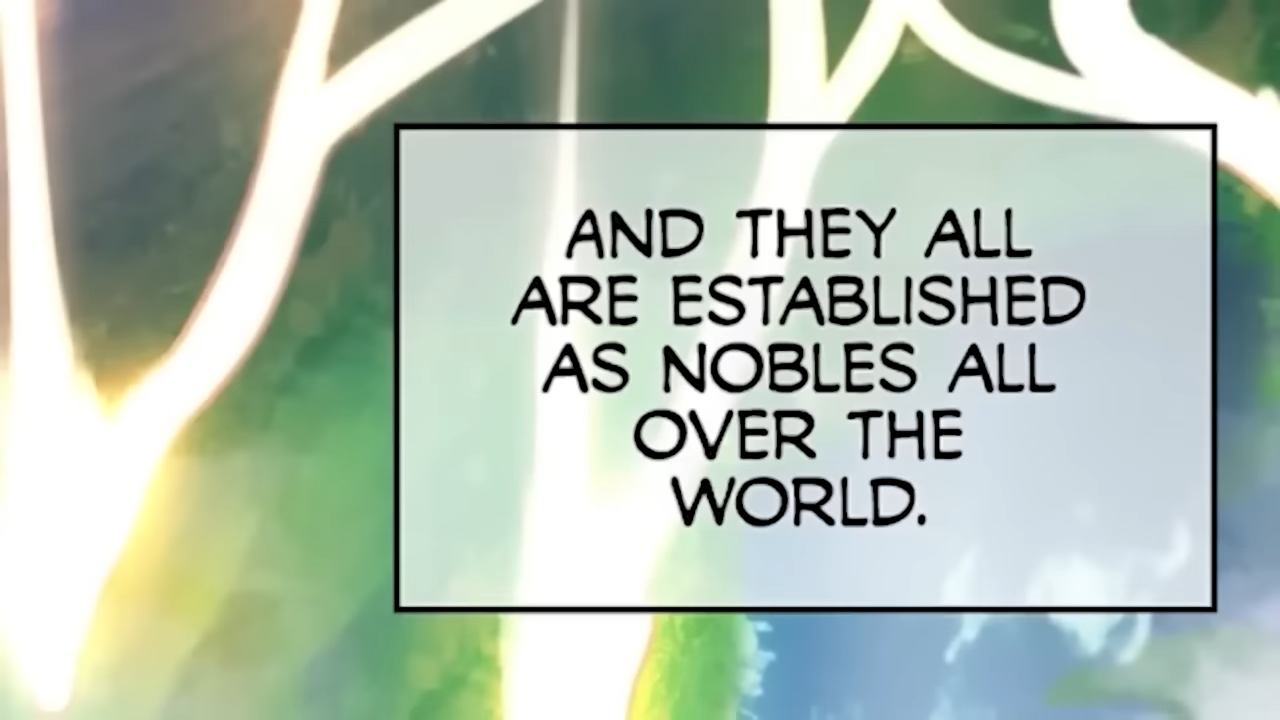 AND THEY ALL
ARE ESTABLISHED
AS NOBLES ALL
OVER THE
WORLD.